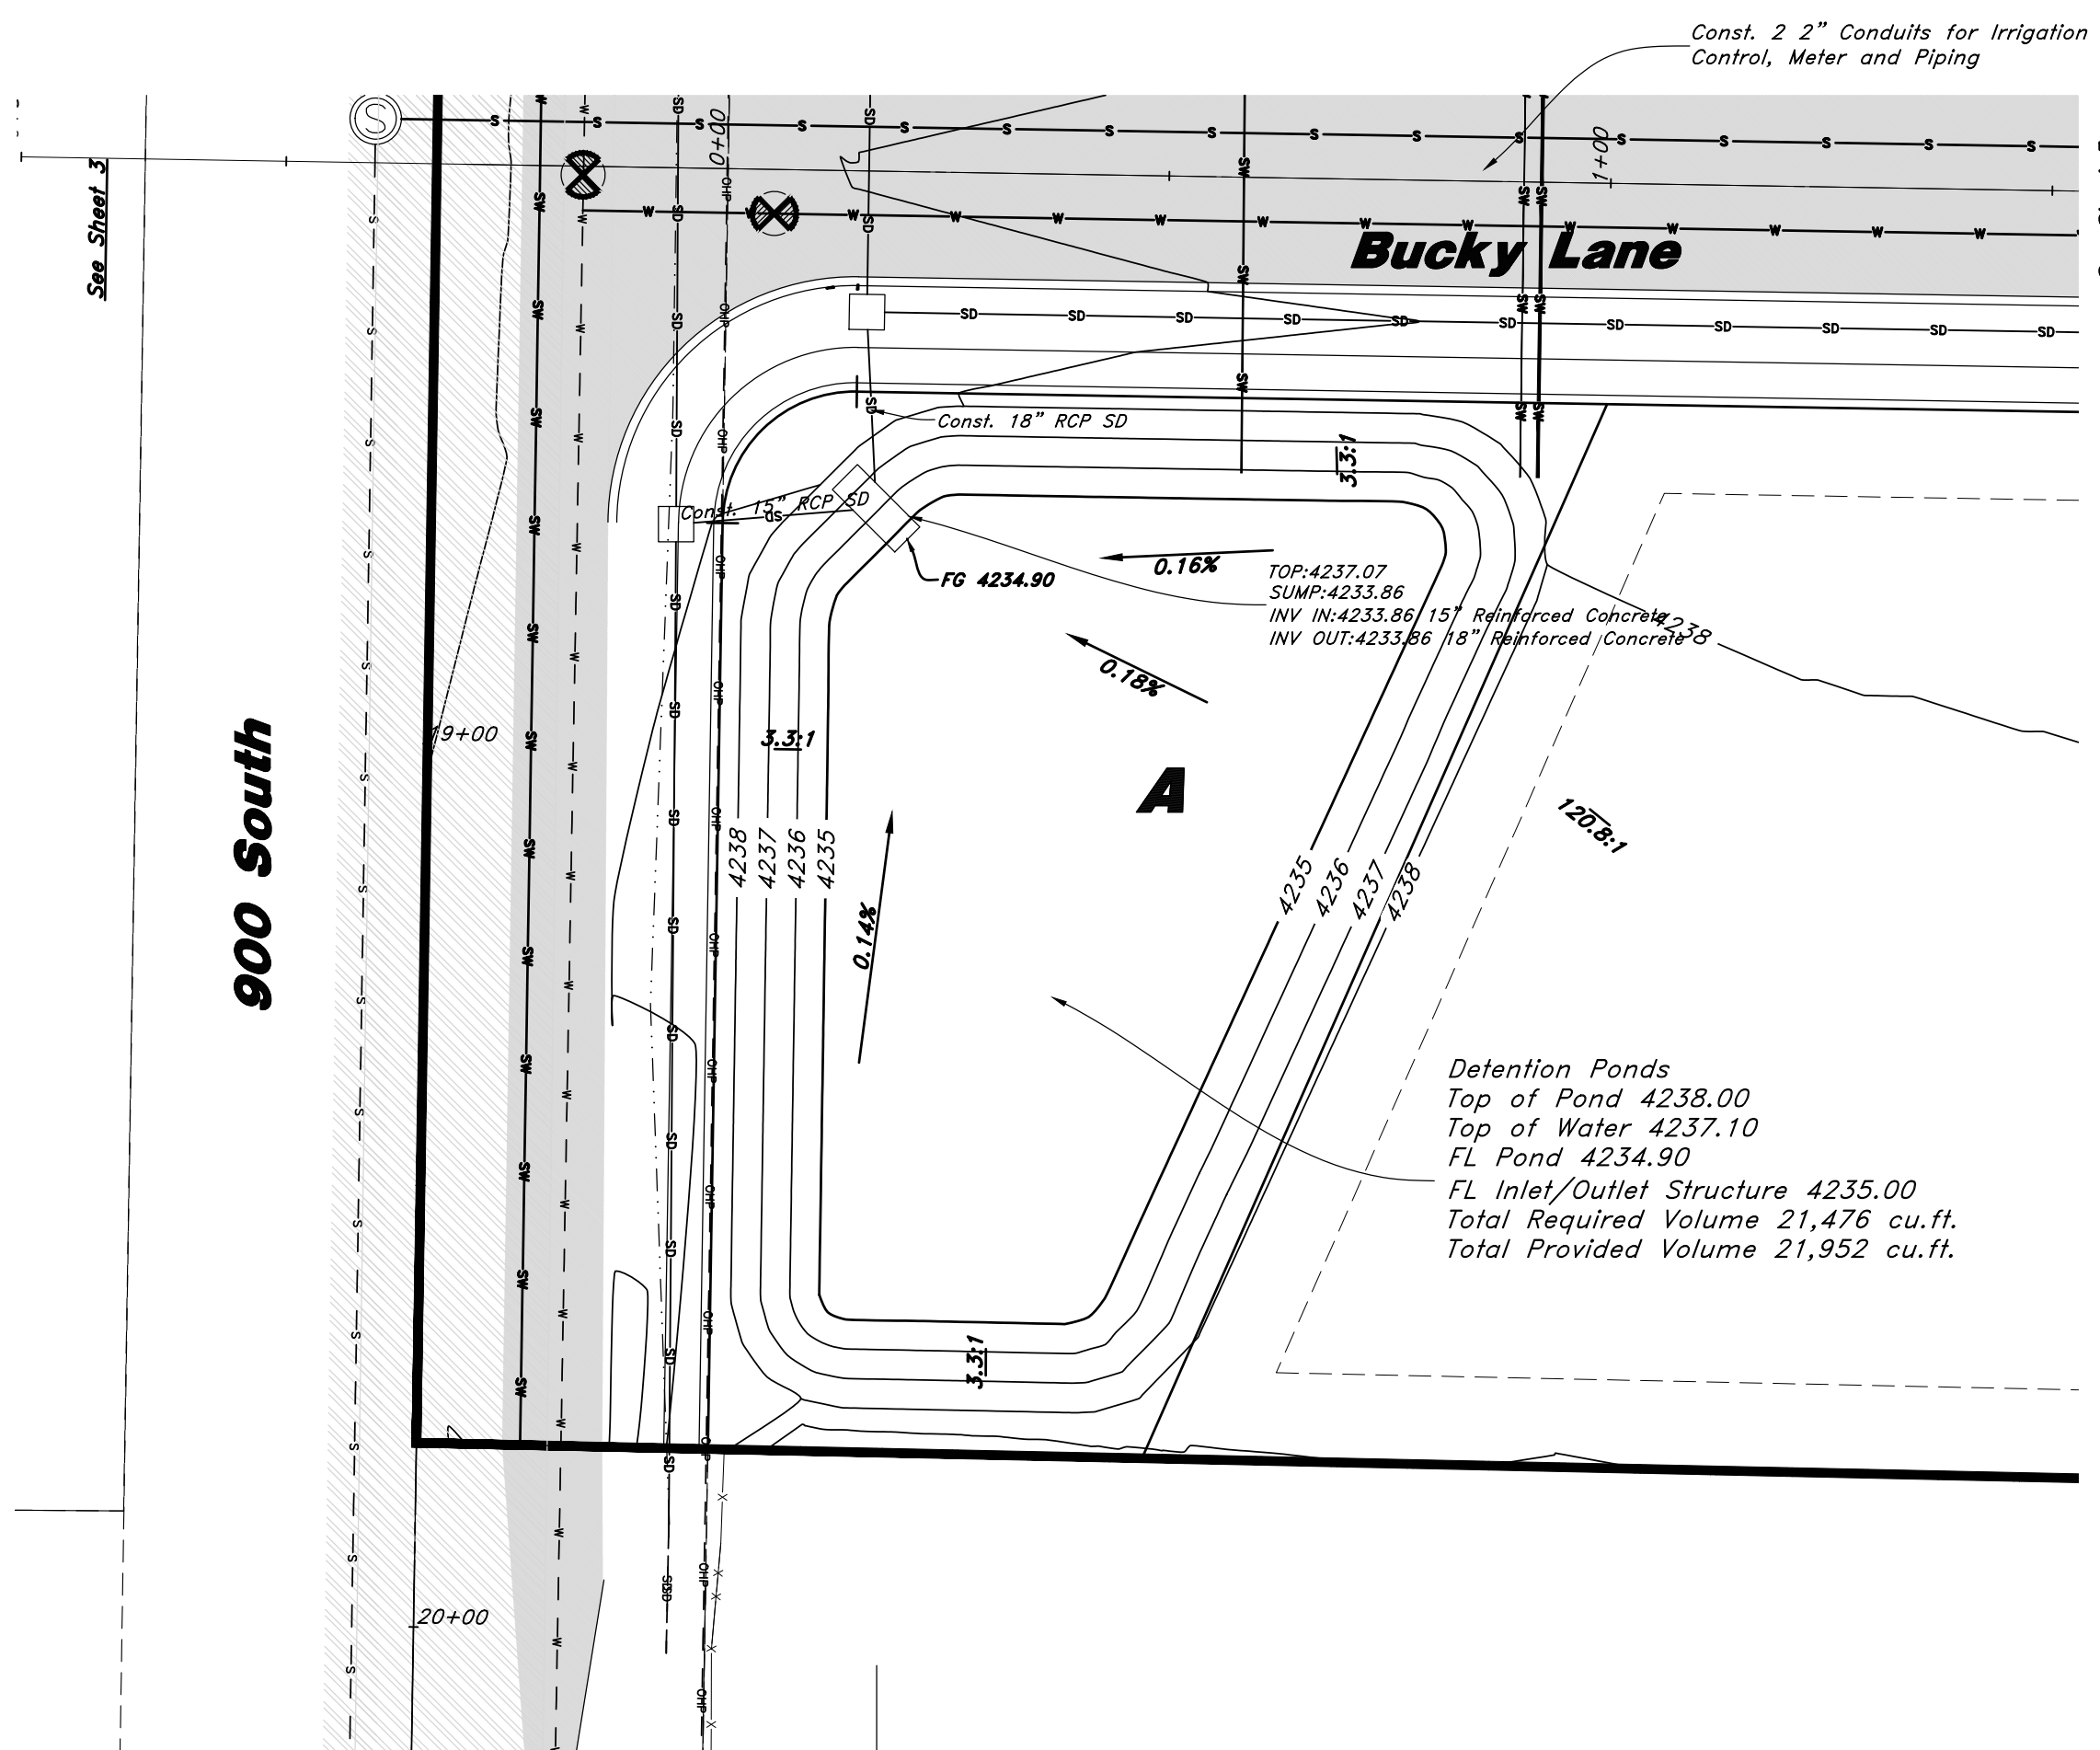 Const. 2 2” Conduits for Irrigation
Control, Meter and Piping
See Sheet 3
0+00
1+00
Bucky Lane
Const. 18” RCP SD
Const. 15” RCP SD
3.3:1
0.16%
FG 4234.90
TOP:4237.07
SUMP:4233.86
INV IN:4233.86 15” Reinforced Concrete
INV OUT:4233.86 18” Reinforced Concrete
4238
0.18%
19+00
3.3:1
900 South
A
120.8:1
4238
4237
4236
4235
4235
4236
4237
4238
0.14%
Detention Ponds
Top of Pond 4238.00
Top of Water 4237.10
FL Pond 4234.90
FL Inlet/Outlet Structure 4235.00
Total Required Volume 21,476 cu.ft.
Total Provided Volume 21,952 cu.ft.
3.3:1
20+00
S
SW
W
SD
OHP
X